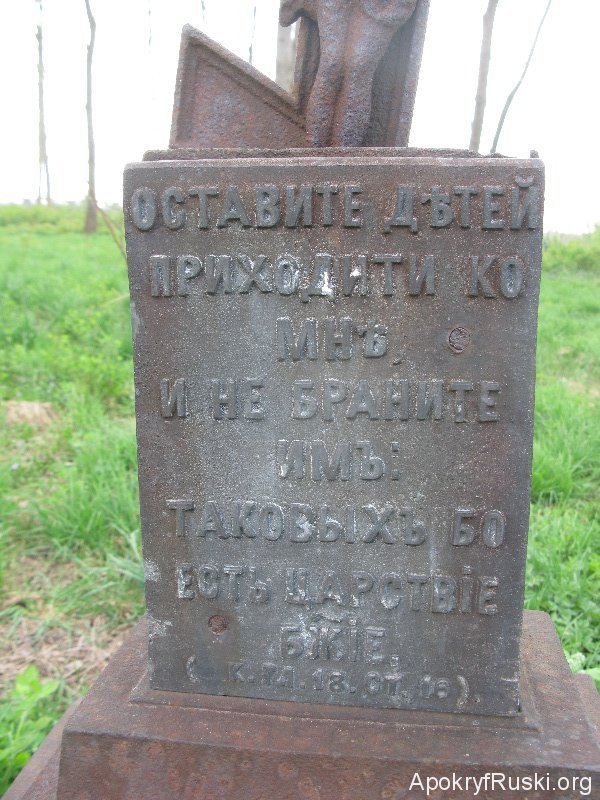 ОСТАВИТЕ ДѢТЕЙ
ПРИХОДИТИ КО
МНѢ,
И НЕ БРАНИТЕ
ИМЪ:
ТАКОВЫХЪ БО
ЕСТЬ ЦАРСТВІЕ
БЖІЕ.
( Л. К. ГЛ. 18. СТ. 16 ).
ApokryfRuski.org